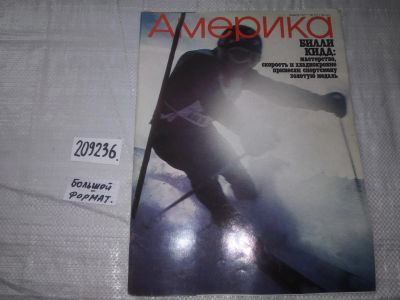 Америка
БИЛЛИ
КИДД:
мастерство,
скорость и хладнокровие
принесли спортсмену
золотую медаль
209236.
БОЛЬШОЙ
ФОРМАТ.